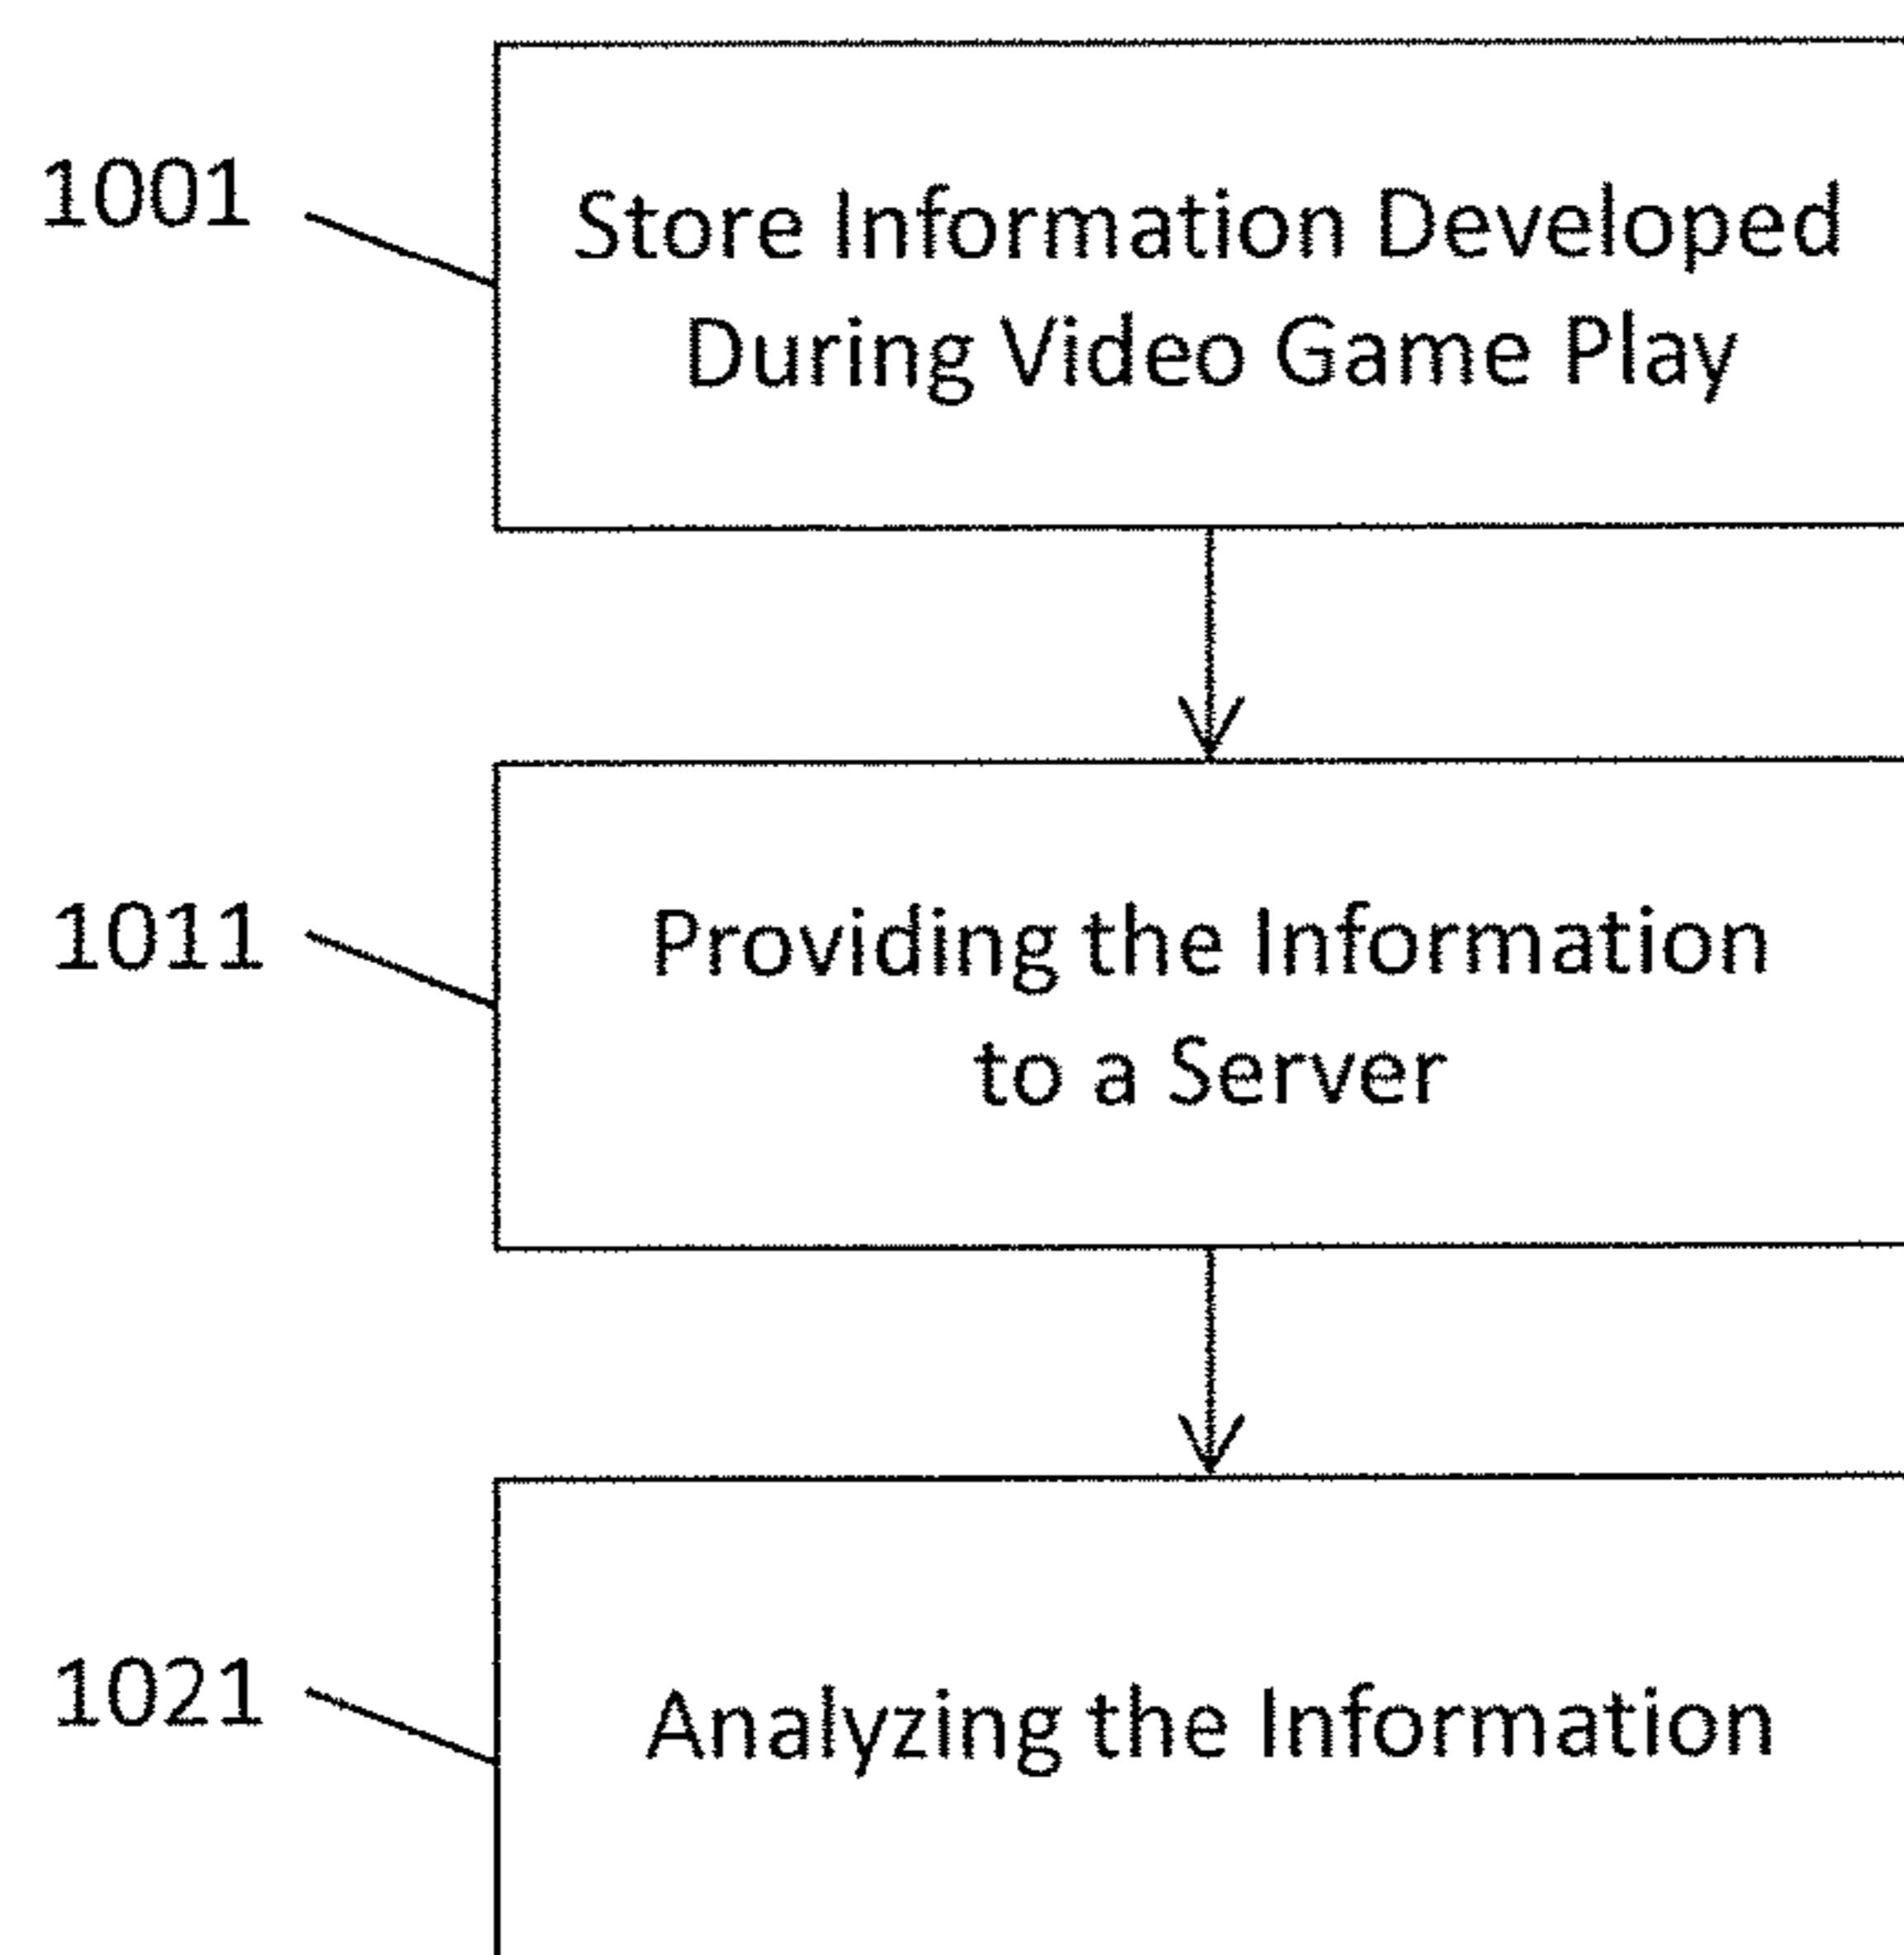 1001
Store Information Developed
During Video Game Play
1011
Providing the Information
to a Server
1021
Analyzing the Information